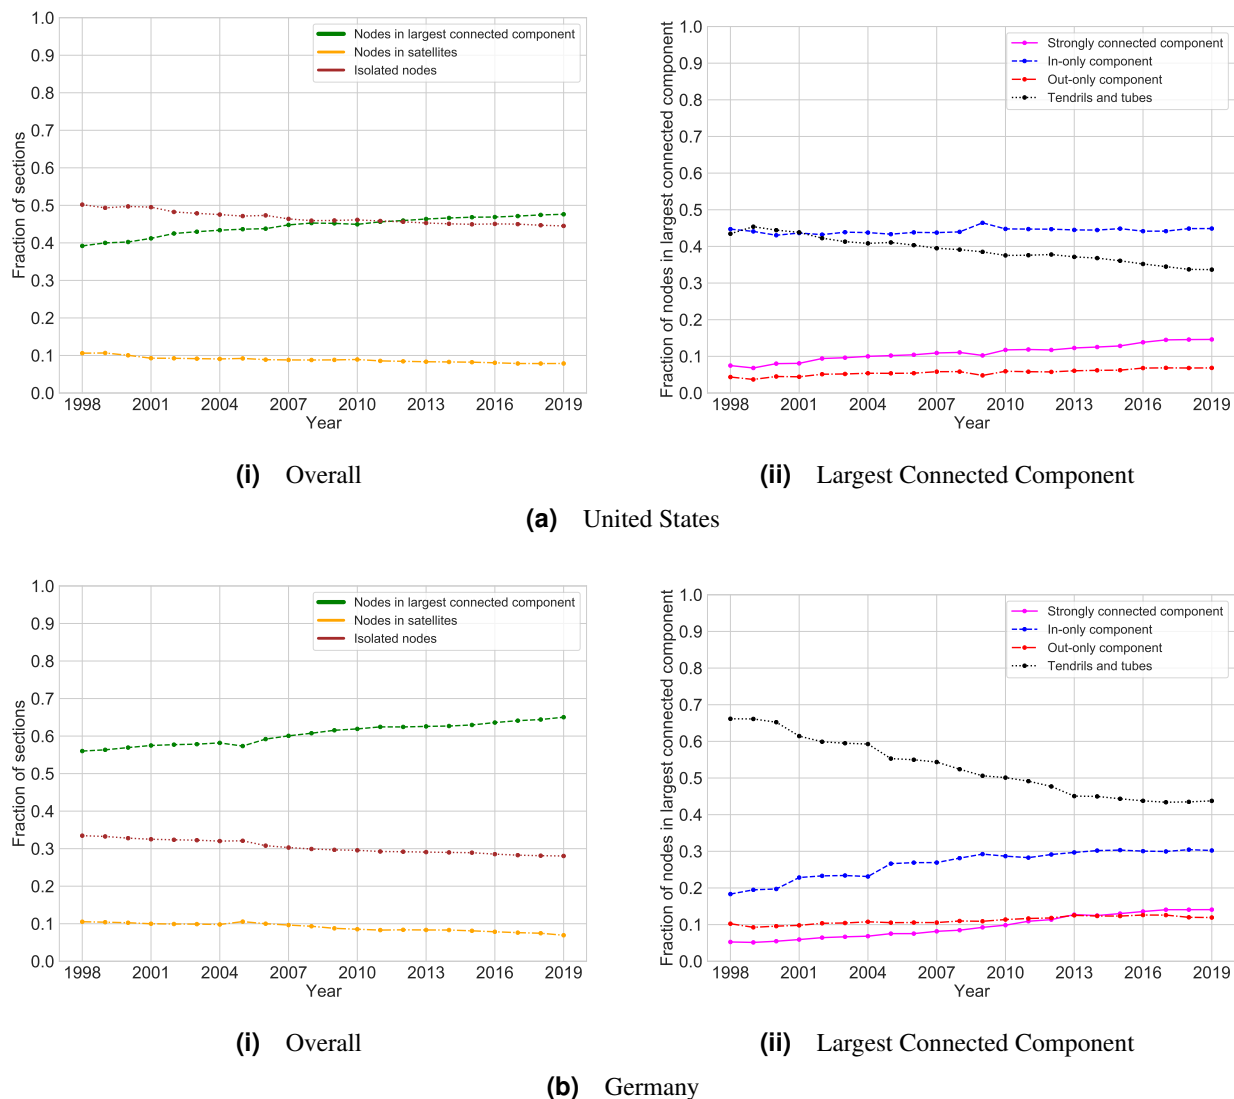 1.0
0.9
0.8
0.7
0.6
0.5
0.4
0.3
0.2
0.1
0.0
Fraction of sections
Nodes in largest connected component
Nodes in satellites
Isolated nodes
1998 2001 2004 2007 2010 2013 2016 2019
Year
(i) Overall
1.0
0.9
0.8
0.7
0.6
0.5
0.4
0.3
0.2
0.1
0.0
Fraction of nodes in largest connected component
Strongly connected component
In-only component
Out-only component
Tendrils and tubes
1998 2001 2004 2007 2010 2013 2016 2019
Year
(ii) Largest Connected Component
(a) United States
1.0
0.9
0.8
0.7
0.6
0.5
0.4
0.3
0.2
0.1
0.0
Fraction of sections
Nodes in largest connected component
Nodes in satellites
Isolated nodes
1998 2001 2004 2007 2010 2013 2016 2019
Year
(i) Overall
1.0
0.9
0.8
0.7
0.6
0.5
0.4
0.3
0.2
0.1
0.0
Fraction of nodes in largest connected component
Strongly connected component
In-only component
Out-only component
Tendrils and tubes
1998 2001 2004 2007 2010 2013 2016 2019
Year
(ii) Largest Connected Component
(b) Germany